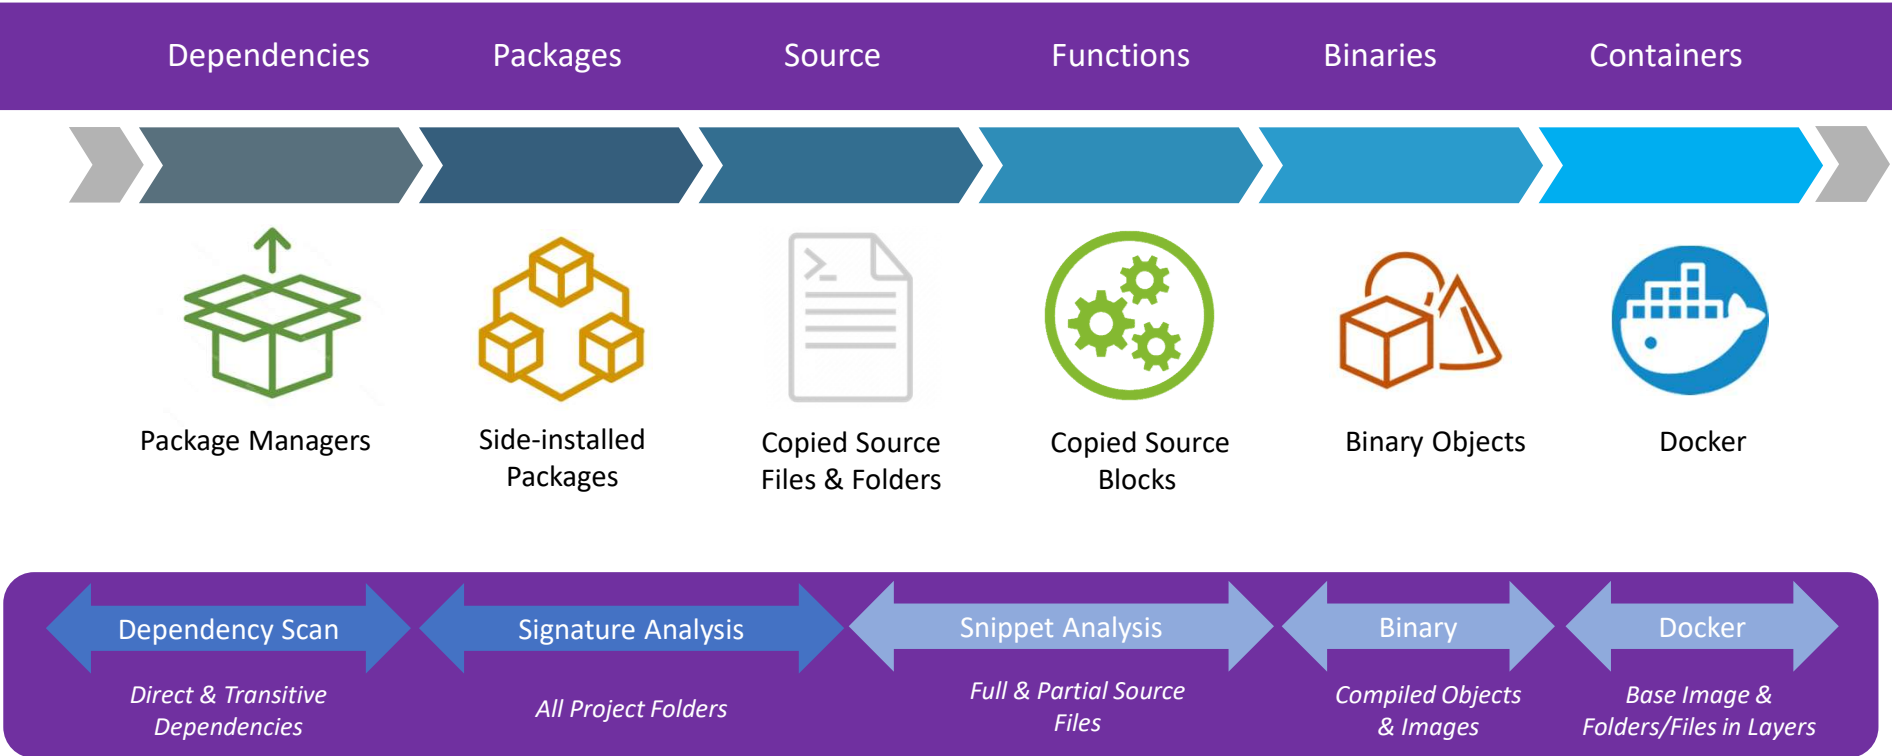 Dependencies
Packages
Source
Functions
Binaries
Containers
>_
Package Managers
Side-installed
Packages
Copied Source
Files & Folders
Copied Source
Blocks
Binary Objects
Docker
Dependency Scan
Signature Analysis
Snippet Analysis
Binary
Docker
Direct & Transitive
Dependencies
All Project Folders
Full & Partial Source
Files
Compiled Objects
& Images
Base Image &
Folders/Files in Layers